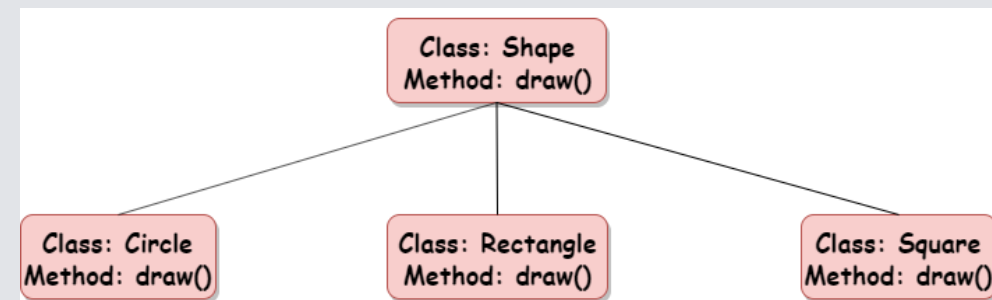 Class: Shape
Method: draw()
Class: Circle
Method: draw()
Class: Rectangle
Method: draw()
Class: Square
Method: draw()